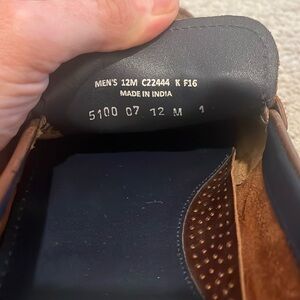 MEN'S 12M C22444 K F16
MADE IN INDIA
5100 07 12 M 1